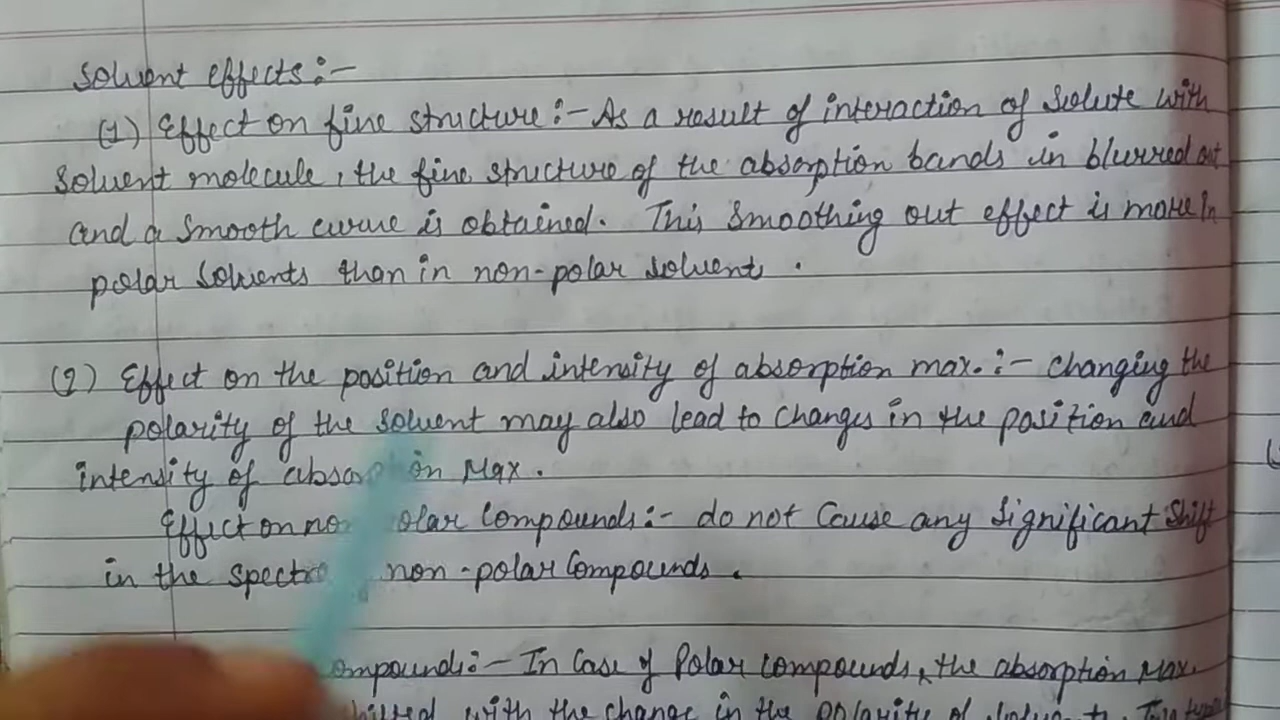 Solvent effects:-
(1) Effect on fine structure:- As a result of interaction of Solute with
Solvent molecule, the fine structure of the absorption bands in blurred out
and a Smooth curve is obtained. This Smoothing out effect is more in
polar Solvents than in non-polar solvents.
(2) Effect on the position and intensity of absorption max.:- changing the
polarity of the solvent may also lead to changes in the position and
intensity of in Max.
Effect on compounds:- do not Cause any significant Shift
in the non-polar Compounds.
In Case of Polar compounds, the absorption Max.
with the change in the polarity of